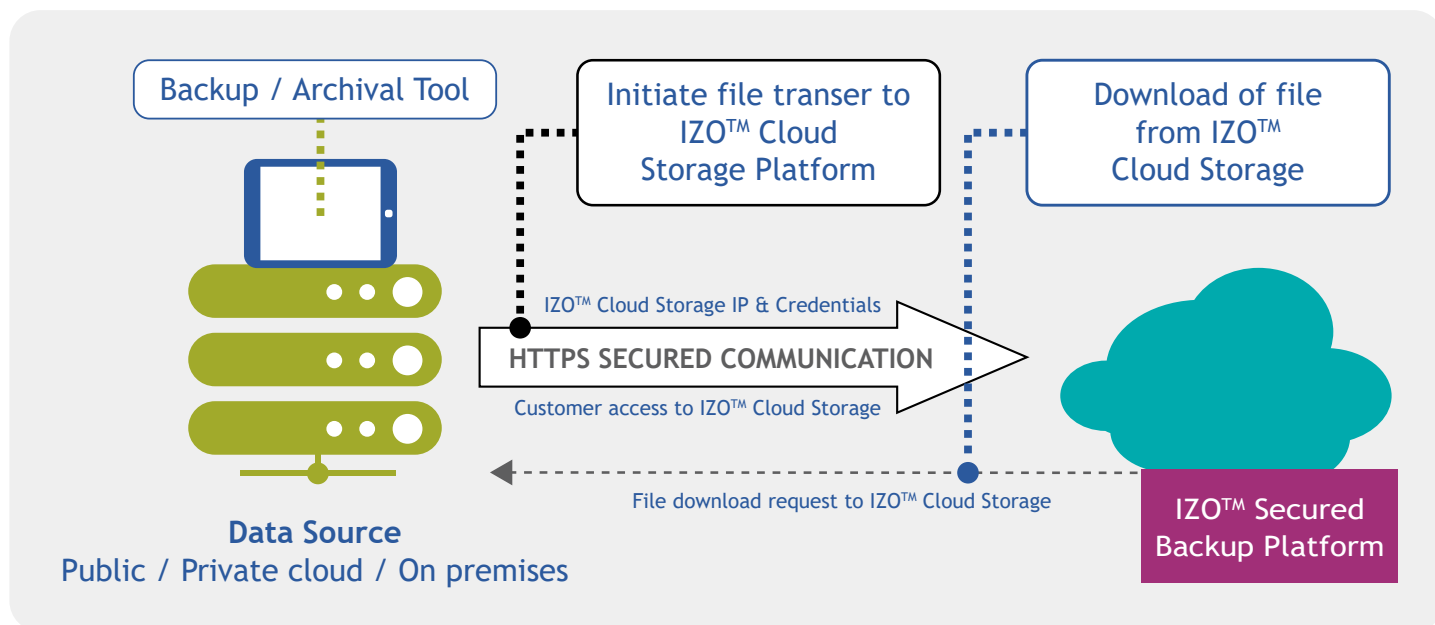 Backup / Archival Tool
Initiate file transer to
IZO™ Cloud
Storage Platform
Download of file
from IZO™
Cloud Storage
IZO™ Cloud Storage IP & Credentials
HTTPS SECURED COMMUNICATION
Customer access to IZO™ Cloud Storage
File download request to IZO™ Cloud Storage
Data Source
Public / Private cloud / On premises
IZO™ Secured
Backup Platform